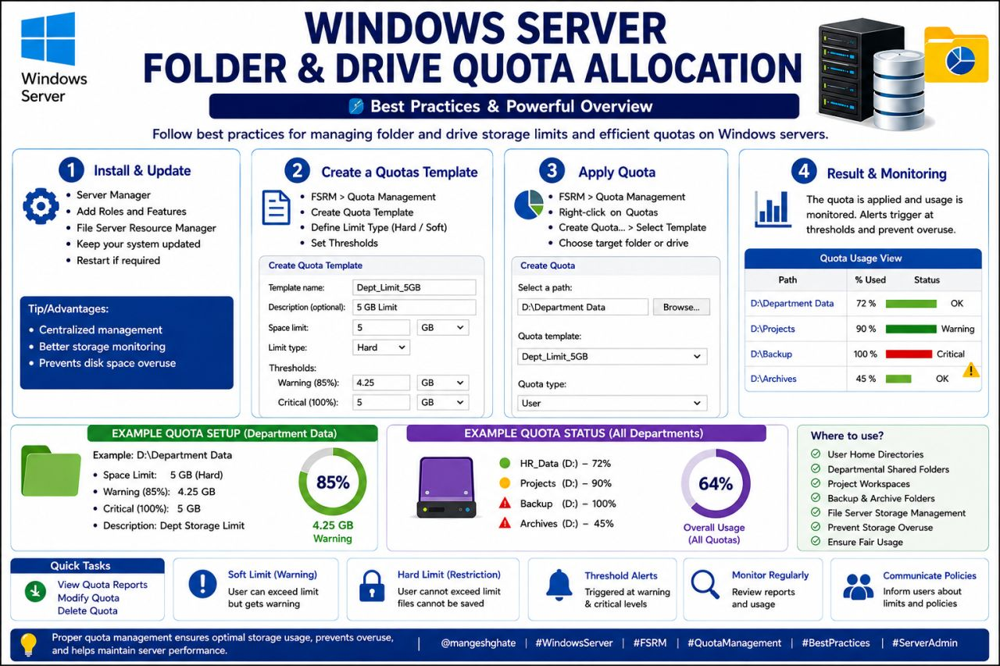 Windows
Server
WINDOWS SERVER
FOLDER & DRIVE QUOTA ALLOCATION
Best Practices & Powerful Overview
Follow best practices for managing folder and drive storage limits and efficient quotas on Windows servers.
1 Install & Update
• Server Manager
• Add Roles and Features
• File Server Resource Manager
• Keep your system updated
• Restart if required
Tip/Advantages:
• Centralized management
• Better storage monitoring
• Prevents disk space overuse
2 Create a Quotas Template
• FSRM > Quota Management
• Create Quota Template
• Define Limit Type (Hard / Soft)
• Set Thresholds
Create Quota Template
Template name: Dept_Limit_5GB
Description (optional): 5 GB Limit
Space limit: 5 GB
Limit type: Hard
Thresholds:
Warning (85%): 4.25 GB
Critical (100%): 5 GB
3 Apply Quota
• FSRM > Quota Management
• Right-click on Quotas
• Create Quota... > Select Template
• Choose target folder or drive
Create Quota
Select a path:
D:\Department Data Browse...
Quota template:
Dept_Limit_5GB
Quota type:
User
4 Result & Monitoring
The quota is applied and usage is
monitored. Alerts trigger at
thresholds and prevent overuse.
Quota Usage View
Path % Used Status
D:\Department Data 72 % OK
D:\Projects 90 % Warning
D:\Backup 100 % Critical
D:\Archives 45 % OK
EXAMPLE QUOTA SETUP (Department Data)
Example: D:\Department Data
• Space Limit: 5 GB (Hard)
• Warning (85%): 4.25 GB
• Critical (100%): 5 GB
• Description: Dept Storage Limit
85%
4.25 GB
Warning
EXAMPLE QUOTA STATUS (All Departments)
HR_Data (D:) – 72%
Projects (D:) – 90%
Backup (D:) – 100%
Archives (D:) – 45%
64%
Overall Usage
(All Quotas)
Where to use?
User Home Directories
Departmental Shared Folders
Project Workspaces
Backup & Archive Folders
File Server Storage Management
Prevent Storage Overuse
Ensure Fair Usage
Quick Tasks
View Quota Reports
Modify Quota
Delete Quota
Soft Limit (Warning)
User can exceed limit
but gets warning
Hard Limit (Restriction)
User cannot exceed limit
files cannot be saved
Threshold Alerts
Triggered at warning
& critical levels
Monitor Regularly
Review reports
and usage
Communicate Policies
Inform users about
limits and policies
Proper quota management ensures optimal storage usage, prevents overuse,
and helps maintain server performance.
@mangeshghate | #WindowsServer | #FSRM | #QuotaManagement | #BestPractices | #ServerAdmin